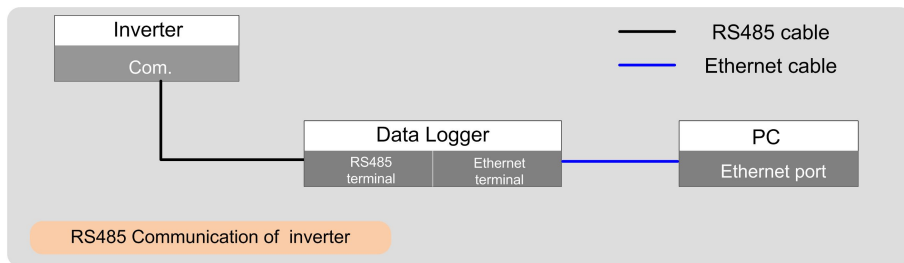 Inverter
Com.
RS485 cable
Ethernet cable
Data Logger
RS485
terminal
Ethernet
terminal
PC
Ethernet port
RS485 Communication of inverter